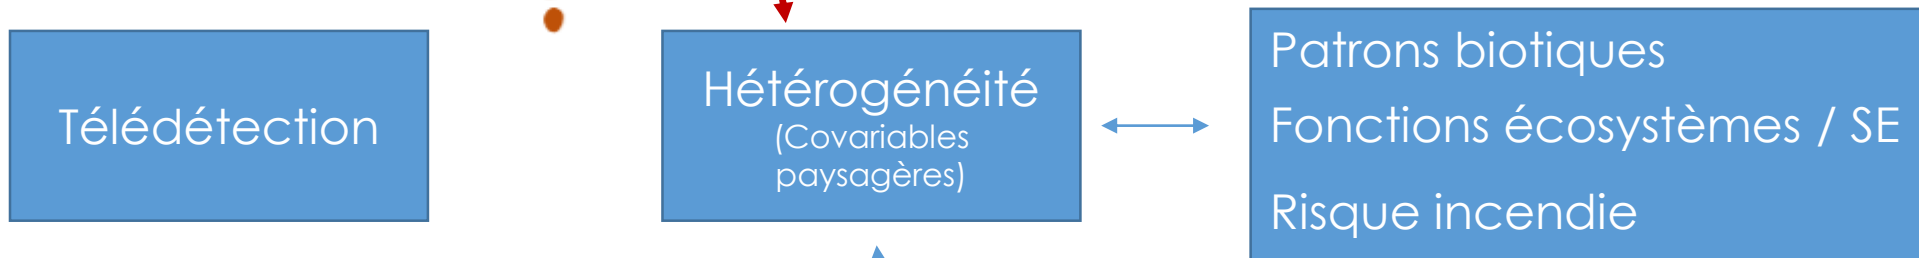 Télédétection
Hétérogénéité
(Covariables
paysagères)
Patrons biotiques
Fonctions écosystèmes / SE
Risque incendie